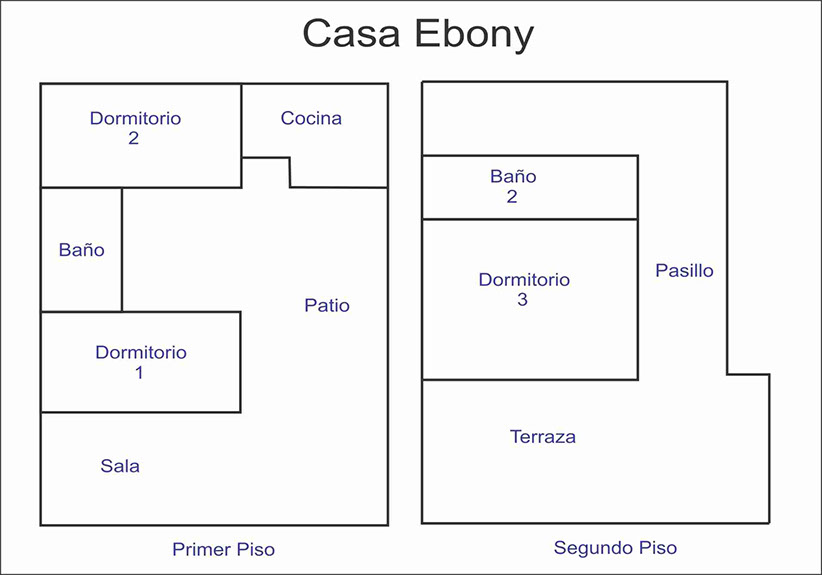 Casa Ebony
Dormitorio
2
Cocina
Baño
Patio
Dormitorio
1
Sala
Primer Piso
Baño
2
Dormitorio
3
Pasillo
Terraza
Segundo Piso